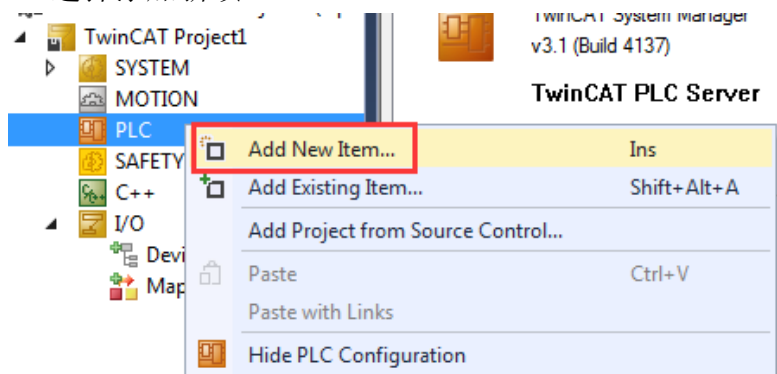 TwinCAT System Manager
v3.1 (Build 4137)
TwinCAT PLC Server
TwinCAT Project1
SYSTEM
MOTION
PLC
SAFETY
C++
I/O
Devi
Map
Add New Item... Ins
Add Existing Item... Shift+Alt+A
Add Project from Source Control...
Paste Ctrl+V
Paste with Links
Hide PLC Configuration